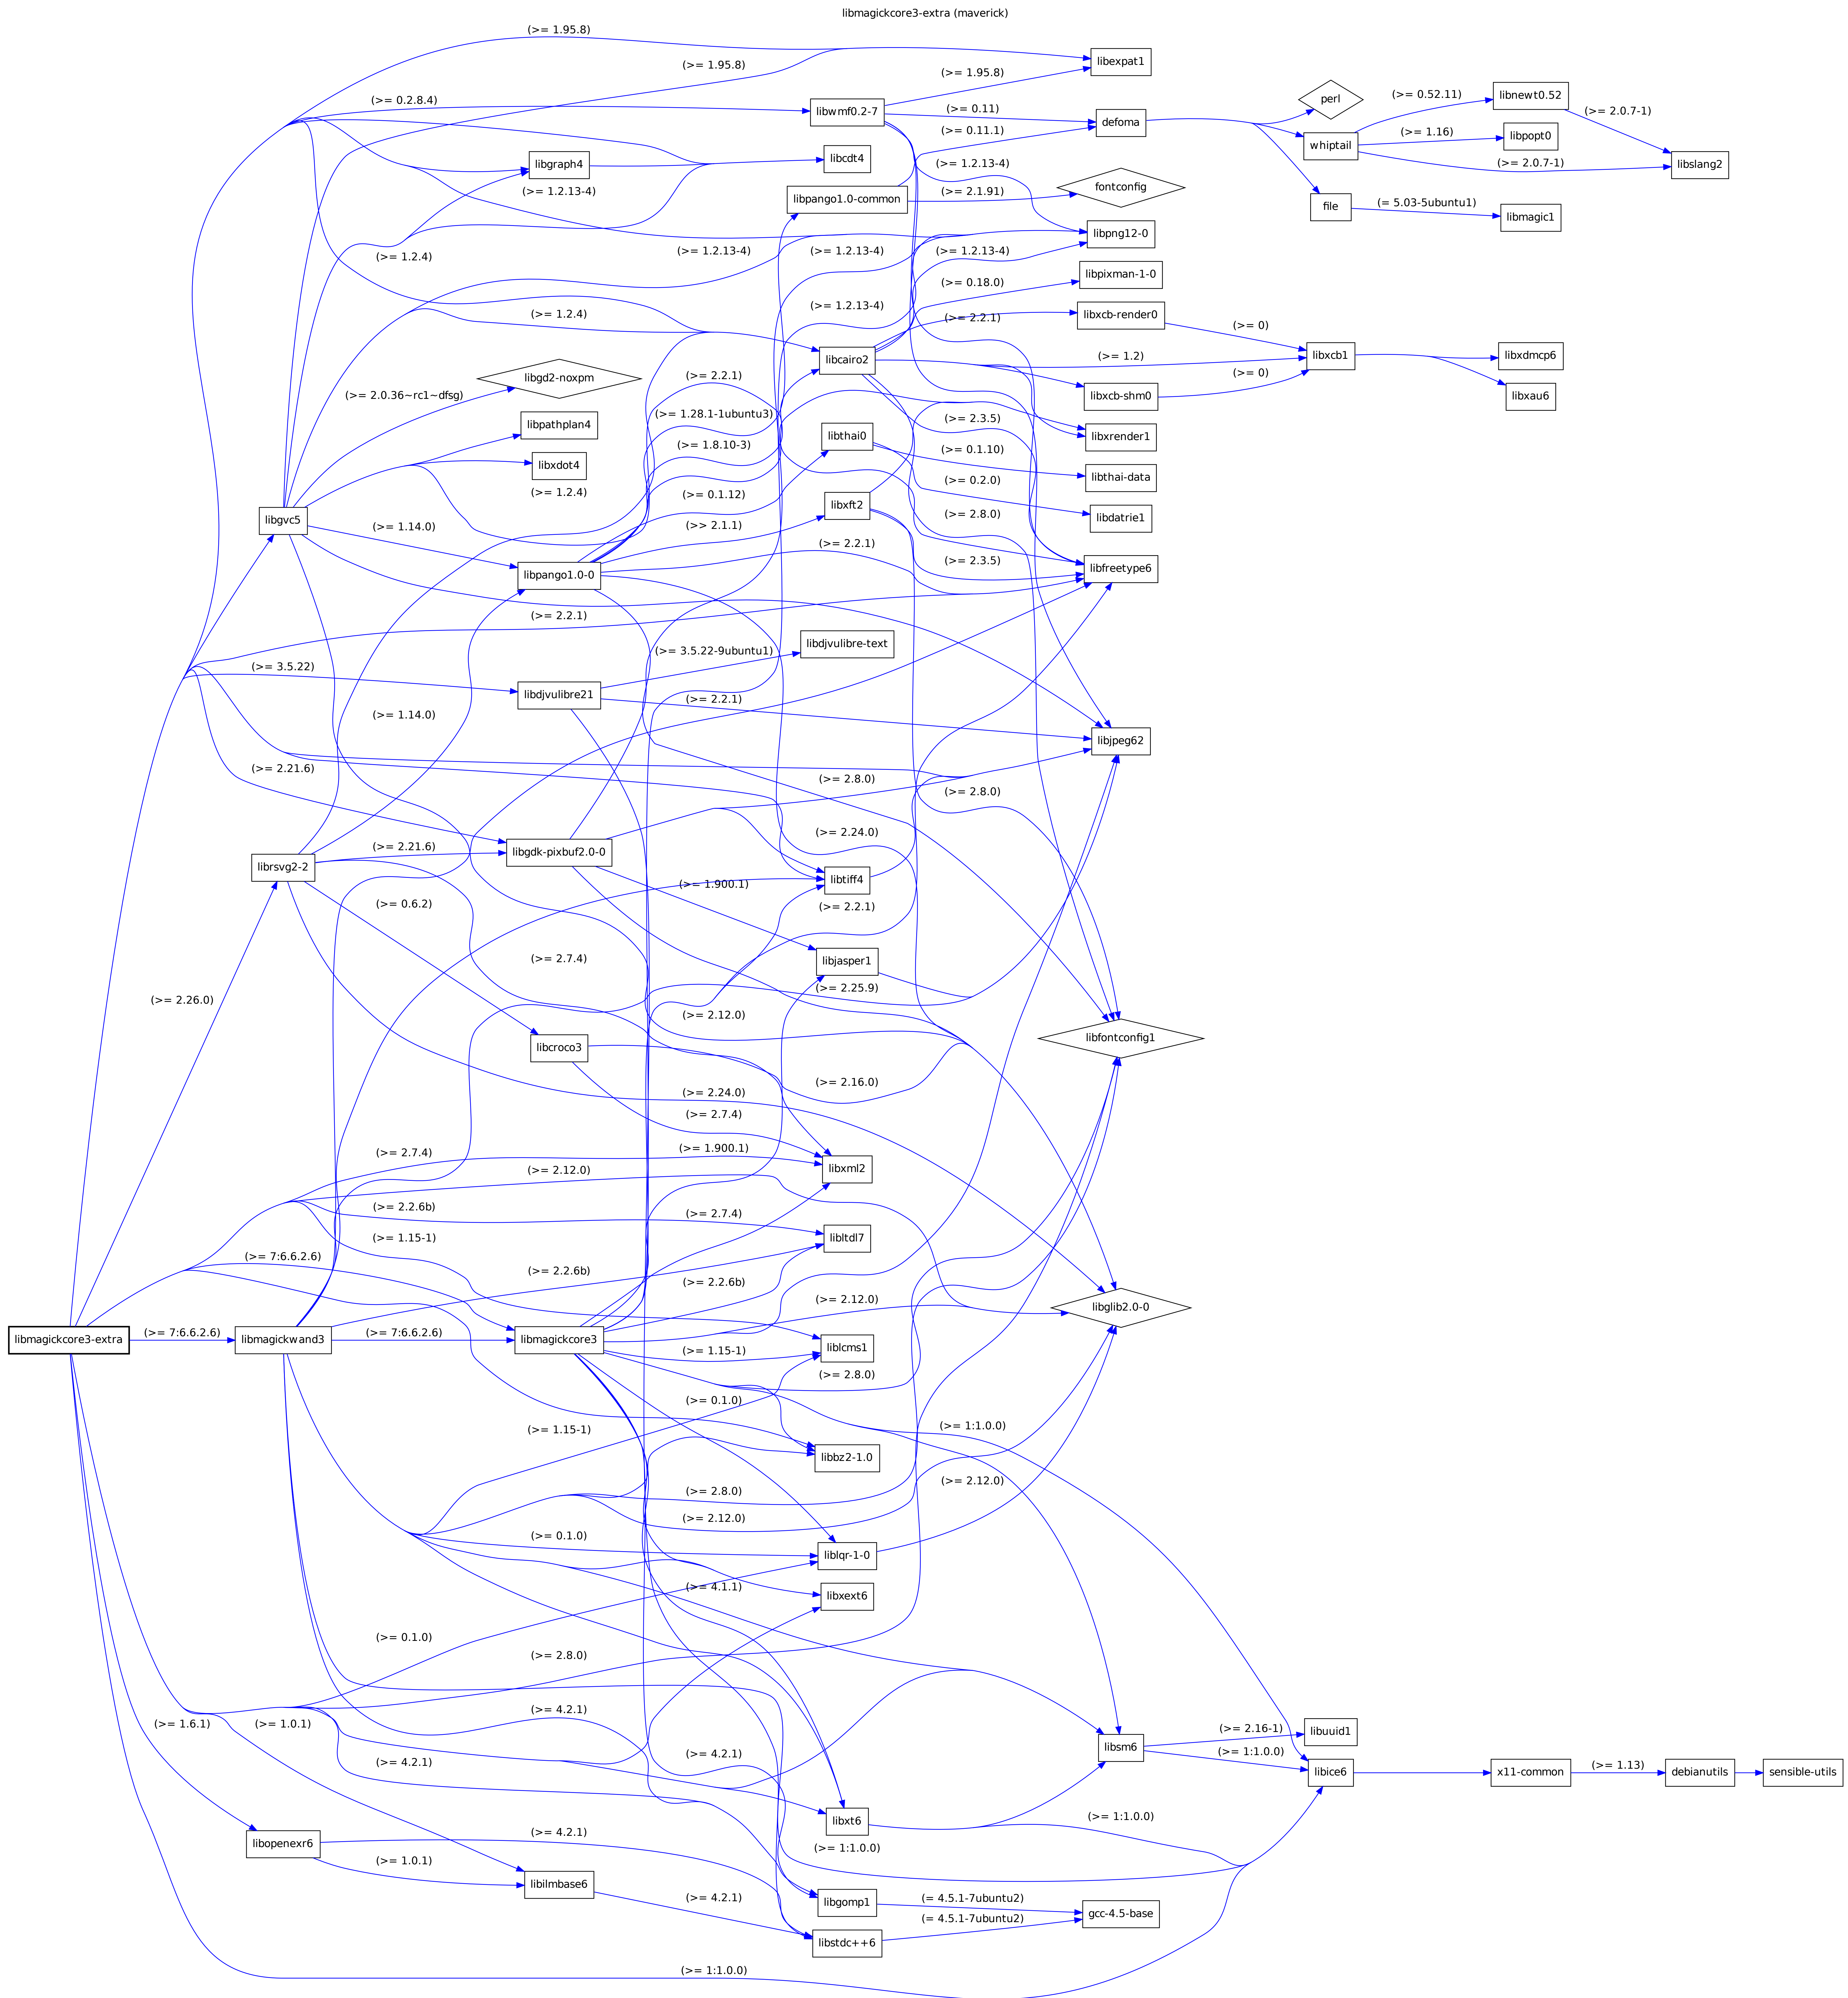 libmagickcore3-extra (maverick)
(>= 1.95.8)
libexpat1
(>= 1.95.8)
(>= 1.95.8)
(>= 0.2.8.4)
libwmf0.2-7
(>= 0.11)
defoma
perl
(>= 0.52.11)
libnewt0.52
(>= 2.0.7-1)
(>= 0.11.1)
(>= 1.16)
libpopt0
whiptail
libcdt4
libgraph4
(>= 1.2.13-4)
(>= 2.0.7-1)
libslang2
(>= 1.2.13-4)
libpango1.0-common
(>= 2.1.91)
fontconfig
file
(= 5.03-5ubuntu1)
libmagic1
libpng12-0
(>= 1.2.4)
(>= 1.2.13-4)
(>= 1.2.13-4)
(>= 1.2.13-4)
libpixman-1-0
(>= 0.18.0)
(>= 1.2.4)
(>= 1.2.13-4)
(>= 2.2.1)
libxcb-render0
(>= 0)
libcairo2
(>= 1.2)
libxcb1
libxdmcp6
libgd2-noxpm
(>= 2.2.1)
(>= 0)
(>= 2.0.36~rc1~dfsg)
libxcb-shm0
libxau6
libpathplan4
(>= 1.28.1-1ubuntu3)
(>= 2.3.5)
libthai0
libxrender1
(>= 1.8.10-3)
(>= 0.1.10)
libxdot4
libthai-data
(>= 1.2.4)
(>= 0.1.12)
(>= 0.2.0)
libxft2
libgvc5
(>= 1.14.0)
(>> 2.1.1)
(>= 2.8.0)
libdatrie1
(>= 2.2.1)
(>= 2.3.5)
libpango1.0-0
libfreetype6
(>= 2.2.1)
(>= 3.5.22)
(>= 3.5.22-9ubuntu1)
libdjvulibre-text
libdjvulibre21
(>= 2.2.1)
(>= 1.14.0)
libjpeg62
(>= 2.21.6)
(>= 2.8.0)
(>= 2.8.0)
(>= 2.24.0)
(>= 2.21.6)
libgdk-pixbuf2.0-0
librsvg2-2
(>= 1.900.1)
libtiff4
(>= 0.6.2)
(>= 2.2.1)
(>= 2.7.4)
libjasper1
(>= 2.26.0)
(>= 2.25.9)
(>= 2.12.0)
libfontconfig1
libcroco3
(>= 2.16.0)
(>= 2.24.0)
(>= 2.7.4)
(>= 2.7.4)
(>= 1.900.1)
libxml2
(>= 2.12.0)
(>= 2.2.6b)
(>= 2.7.4)
(>= 1.15-1)
libltdl7
(>= 7:6.6.2.6)
(>= 2.2.6b)
(>= 2.2.6b)
(>= 2.12.0)
libglib2.0-0
libmagickcore3-extra
(>= 7:6.6.2.6)
libmagickwand3
(>= 7:6.6.2.6)
libmagickcore3
(>= 1.15-1)
liblcms1
(>= 2.8.0)
(>= 0.1.0)
(>= 1.15-1)
(>= 1:1.0.0)
libbz2-1.0
(>= 2.8.0)
(>= 2.12.0)
(>= 2.12.0)
(>= 0.1.0)
liblqr-1-0
(>= 4.1.1)
libxext6
(>= 0.1.0)
(>= 2.8.0)
(>= 1.6.1)
(>= 1.0.1)
(>= 4.2.1)
(>= 4.2.1)
(>= 4.2.1)
libsm6
(>= 2.16-1)
libuuid1
(>= 1:1.0.0)
libice6
x11-common
(>= 1.13)
debianutils
sensible-utils
libxt6
(>= 1:1.0.0)
libopenexr6
(>= 4.2.1)
(>= 1:1.0.0)
(>= 1.0.1)
libilmbase6
(>= 4.2.1)
libgomp1
(= 4.5.1-7ubuntu2)
gcc-4.5-base
(= 4.5.1-7ubuntu2)
libstdc++6
(>= 1:1.0.0)